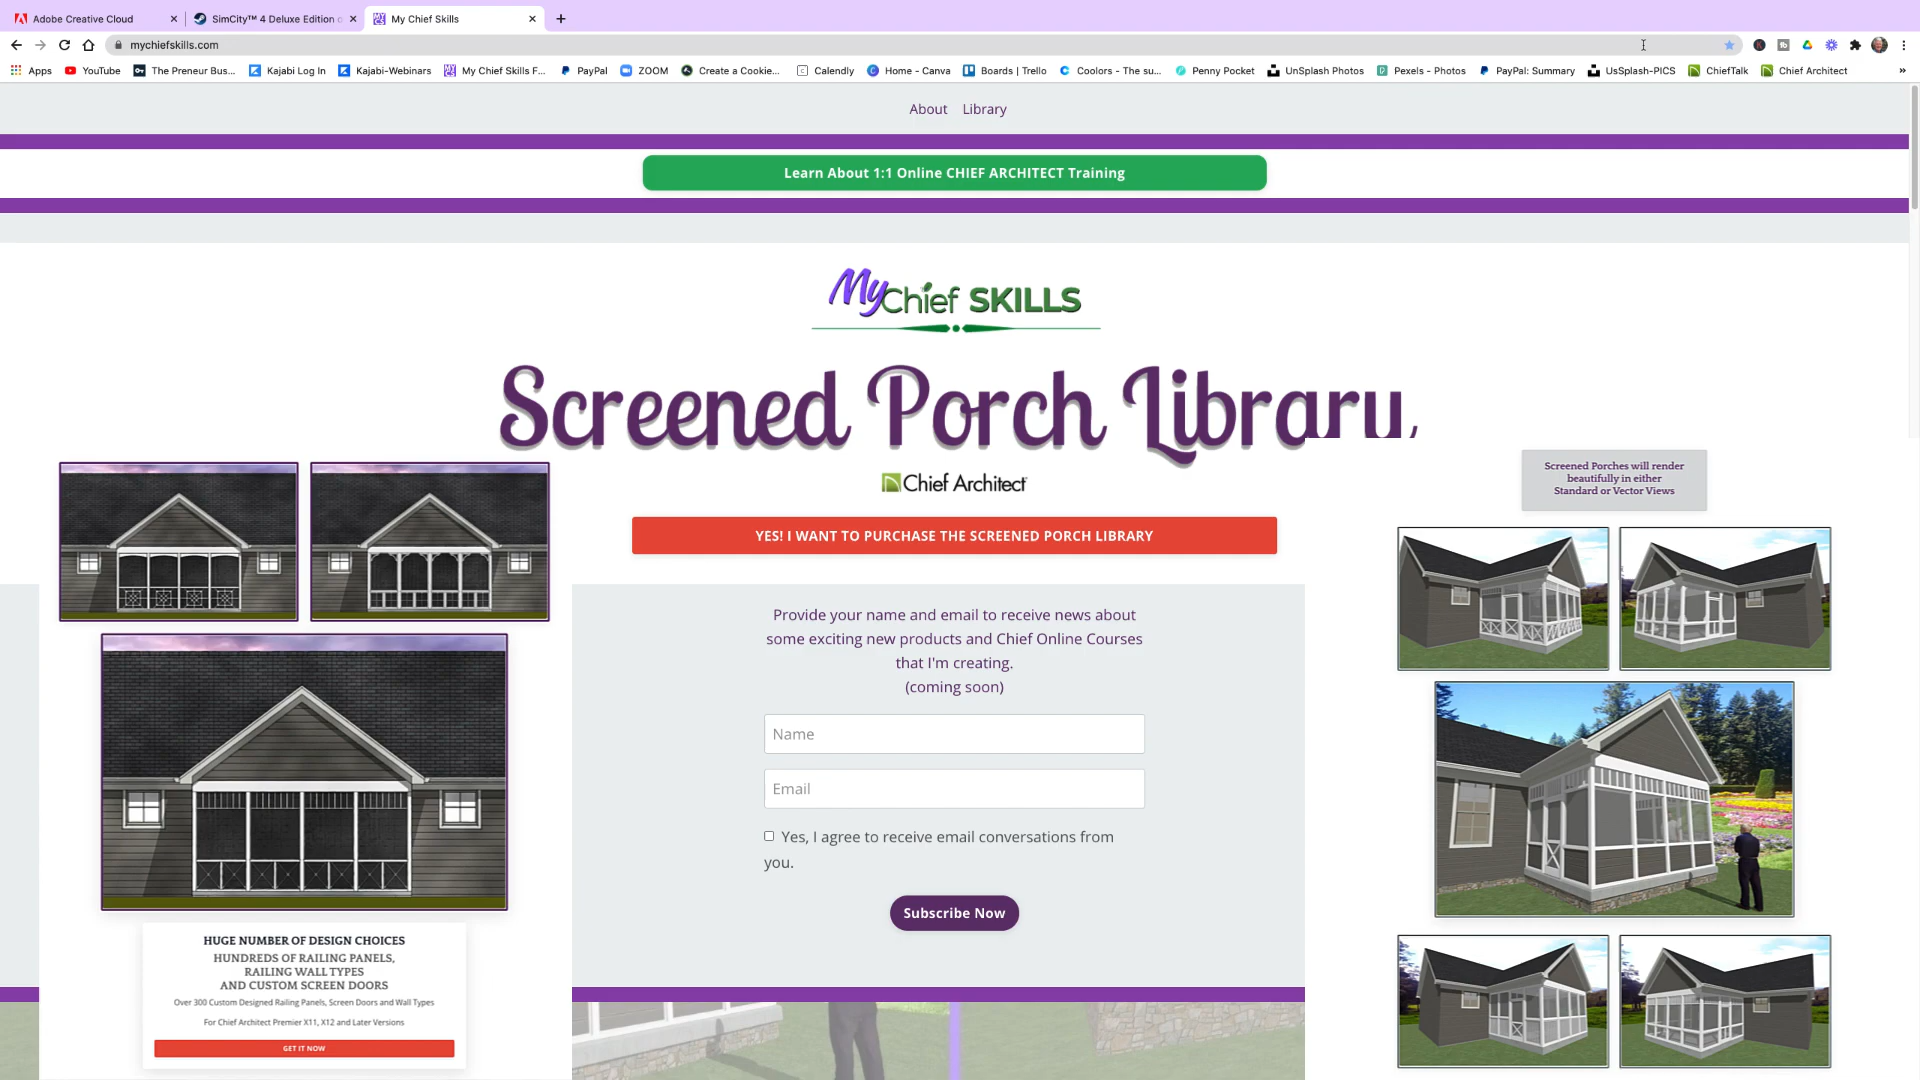 Adobe Creative Cloud
SimCity™ 4 Deluxe Edition o
My Chief Skills
mychiefskills.com
Apps
YouTube
The Preneur Bus...
Kajabi Log In
Kajabi-Webinars
My Chief Skills F...
PayPal
ZOOM
Create a Cookie...
Calendly
Home - Canva
Boards | Trello
Coolors - The su...
Penny Pocket
UnSplash Photos
Pexels - Photos
PayPal: Summary
UsSplash-PICS
ChiefTalk
Chief Architect
»
About Library
Learn About 1:1 Online CHIEF ARCHITECT Training
My Chief SKILLS
Screened Porch Library,
Chief Architect
YES! I WANT TO PURCHASE THE SCREENED PORCH LIBRARY
Provide your name and email to receive news about
some exciting new products and Chief Online Courses
that I'm creating.
(coming soon)
Name
Email
Yes, I agree to receive email conversations from
you.
Subscribe Now
HUGE NUMBER OF DESIGN CHOICES
HUNDREDS OF RAILING PANELS,
RAILING WALL TYPES
AND CUSTOM SCREEN DOORS
Over 300 Custom Designed Railing Panels, Screen Doors and Wall Types
For Chief Architect Premier X11, X12 and Later Versions
GET IT NOW
Screened Porches will render
beautifully in either
Standard or Vector Views